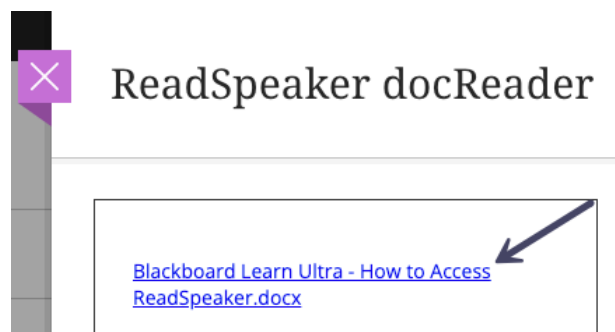 ReadSpeaker docReader
Blackboard Learn Ultra - How to Access
ReadSpeaker.docx